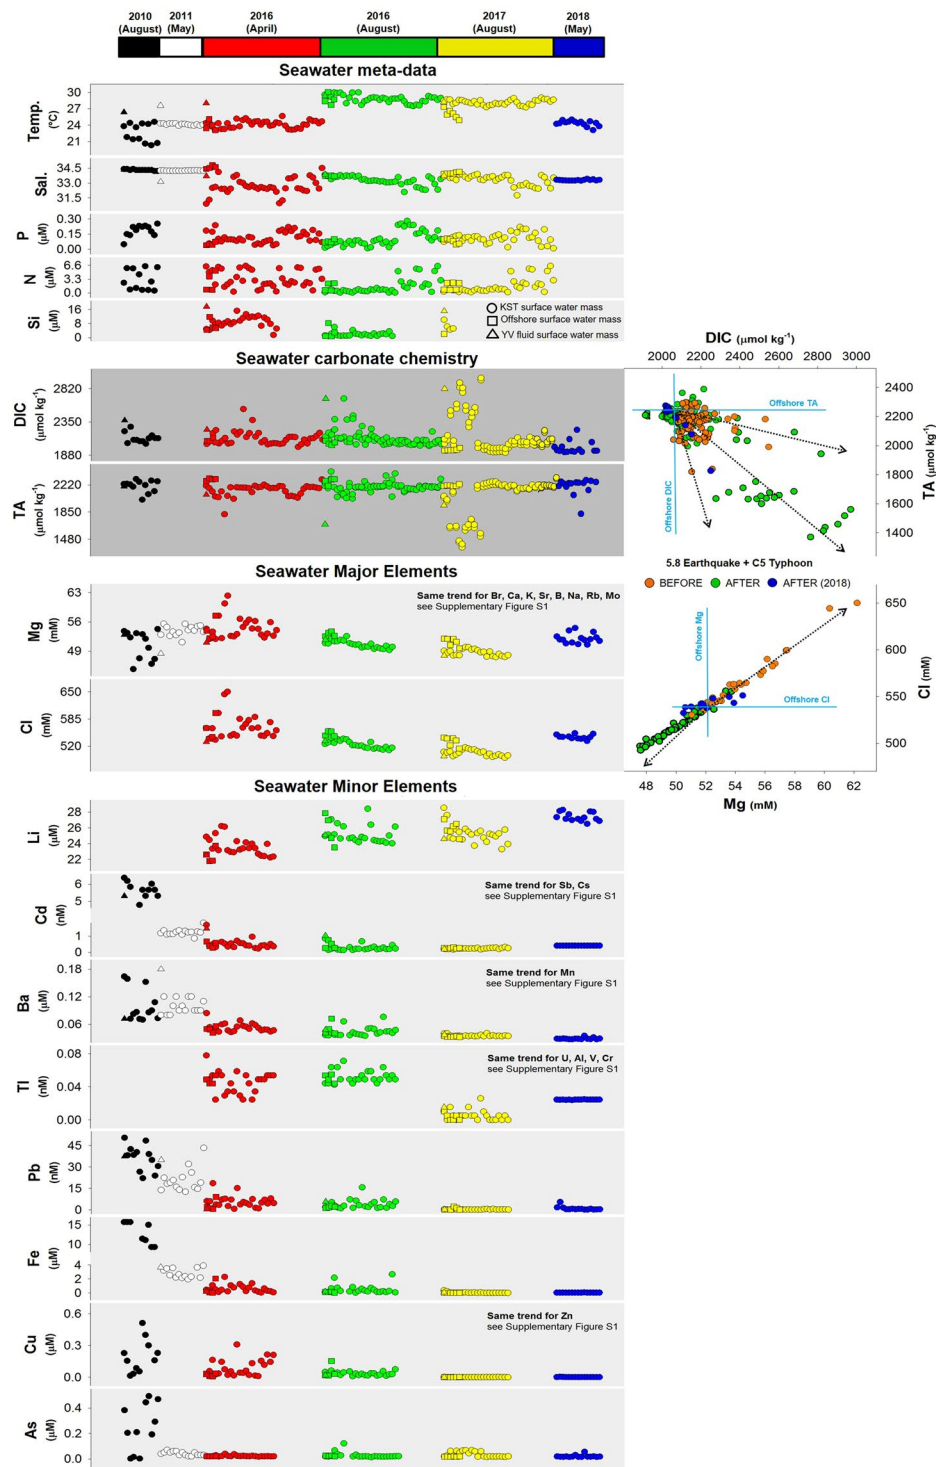 2010 2011 2016 2016 2017 2018
(August) (May) (April) (August) (August) (May)
Seawater meta-data
Temp.
(°C)
30
27
24
21
Sal.
34.5
33.0
31.5
P
(µM)
0.30
0.15
0.00
N
(µM)
6.6
3.3
0.0
Si
(µM)
16
8
0
KST surface water mass
Offshore surface water mass
YV fluid surface water mass
Seawater carbonate chemistry
DIC
(µmol kg-1)
2820
2350
1880
TA
(µmol kg-1)
2220
1850
1480
DIC (µmol kg-1)
2000 2200 2400 2600 2800 3000
Offshore TA
Offshore DIC
2400
2200
2000
1800
1600
1400
TA (µmol kg-1)
5.8 Earthquake + C5 Typhoon
BEFORE AFTER AFTER (2018)
Seawater Major Elements
Mg
(mM)
63
56
49
Same trend for Br, Ca, K, Sr, B, Na, Rb, Mo
see Supplementary Figure S1
Cl
(mM)
650
585
520
Offshore Mg
Offshore Cl
650
600
550
500
Cl (mM)
48 50 52 54 56 58 60 62
Mg (mM)
Seawater Minor Elements
Li
(µM)
28
26
24
22
Cd
(nM)
6
5
1
0
Same trend for Sb, Cs
see Supplementary Figure S1
Ba
(µM)
0.18
0.12
0.06
Same trend for Mn
see Supplementary Figure S1
Tl
(nM)
0.08
0.04
0.00
Same trend for U, Al, V, Cr
see Supplementary Figure S1
Pb
(nM)
45
30
15
0
Fe
(µM)
15
10
4
2
0
Cu
(µM)
0.6
0.3
0.0
Same trend for Zn
see Supplementary Figure S1
As
(µM)
0.4
0.2
0.0